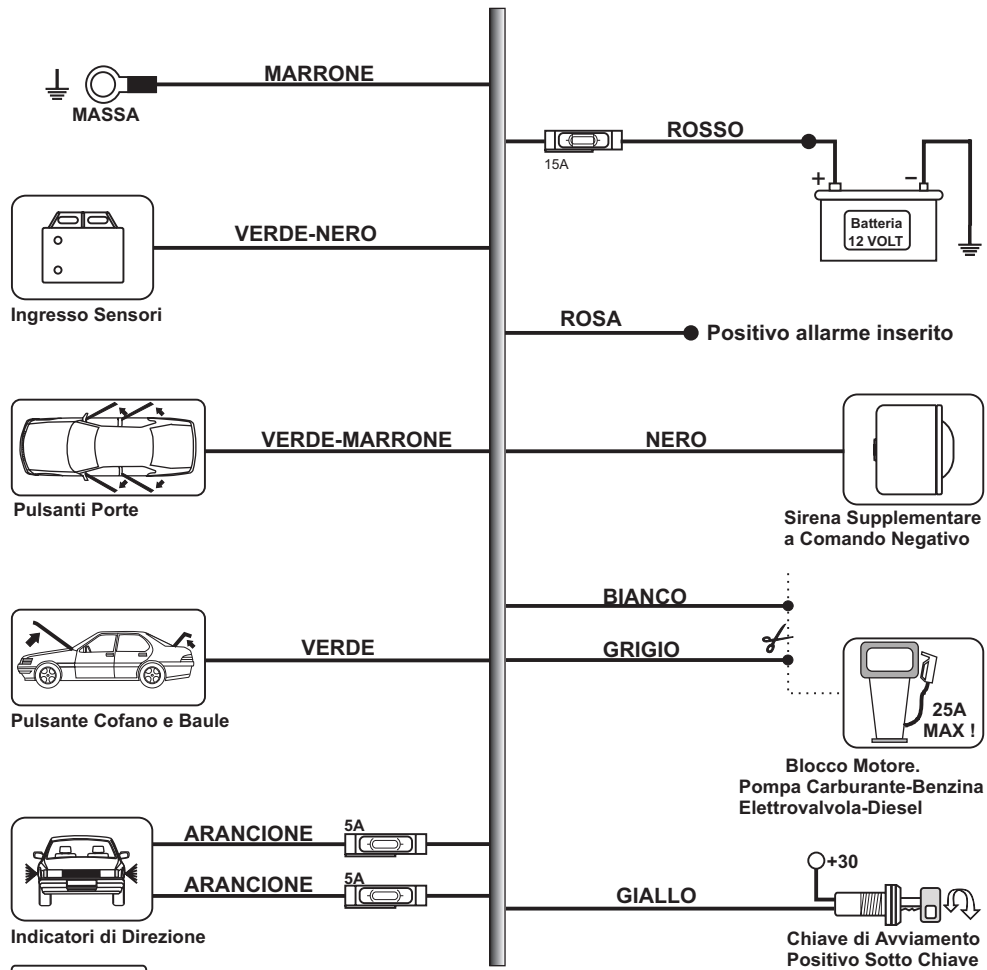 MARRONE
MASSA
VERDE-NERO
Ingresso Sensori
VERDE-MARRONE
Pulsanti Porte
VERDE
Pulsante Cofano e Baule
ARANCIONE
5A
ARANCIONE
5A
Indicatori di Direzione
ROSSO
15A
+
−
Batteria
12 VOLT
ROSA
Positivo allarme inserito
NERO
Sirena Supplementare
a Comando Negativo
BIANCO
GRIGIO
25A
MAX !
Blocco Motore.
Pompa Carburante-Benzina
Elettrovalvola-Diesel
+30
GIALLO
Chiave di Avviamento
Positivo Sotto Chiave